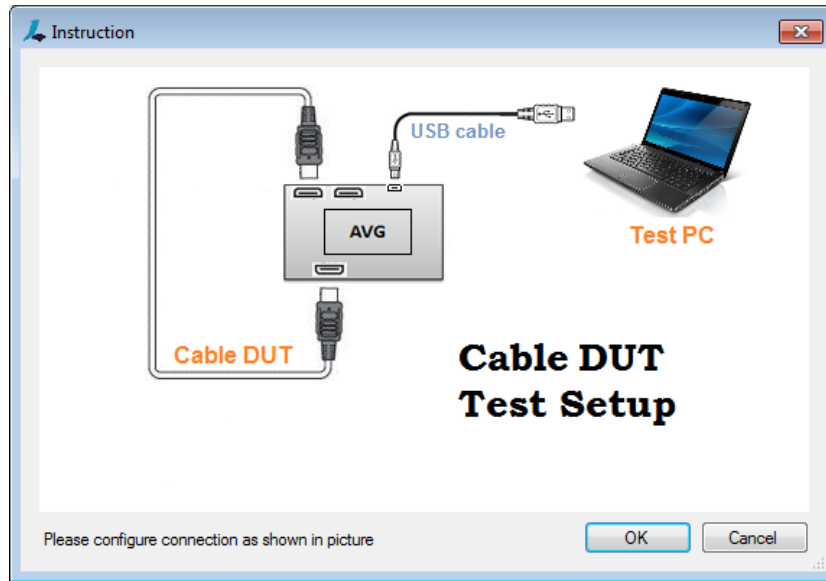 Instruction
USB cable
AVG
Test PC
Cable DUT
Cable DUT
Test Setup
Please configure connection as shown in picture
OK
Cancel